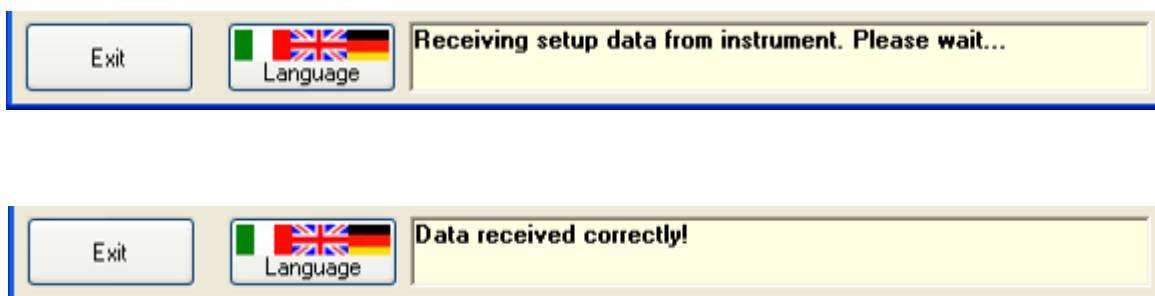 Exit
Language
Receiving setup data from instrument. Please wait...
Exit
Language
Data received correctly!